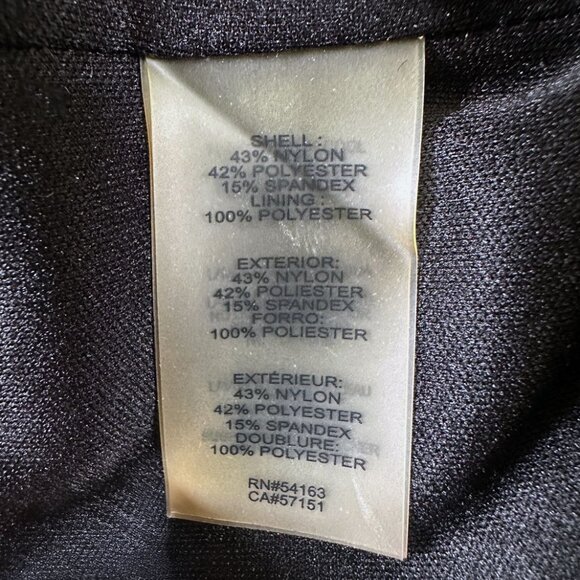 SHELL :
43% NYLON
42% POLYESTER
15% SPANDEX
LINING :
100% POLYESTER
EXTERIOR:
43% NYLON
42% POLIESTER
15% SPANDEX
FORRO:
100% POLIESTER
EXTÉRIEUR:
43% NYLON
42% POLYESTER
15% SPANDEX
DOUBLURE:
100% POLYESTER
RN#54163
CA#57151